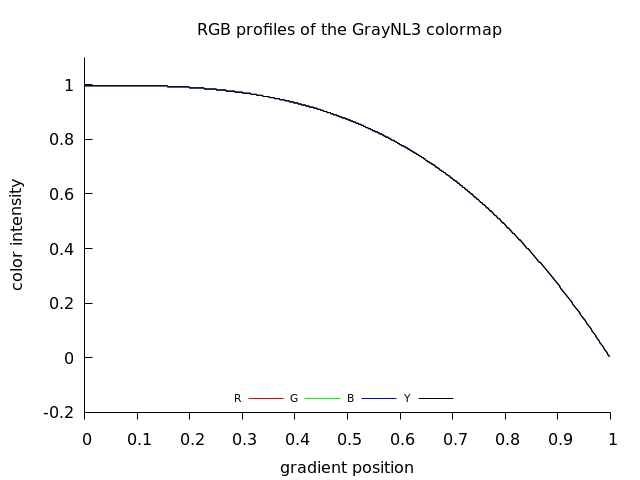 RGB profiles of the GrayNL3 colormap
1
0.8
0.6
0.4
0.2
0
-0.2
color intensity
R G B Y
0 0.1 0.2 0.3 0.4 0.5 0.6 0.7 0.8 0.9 1
gradient position